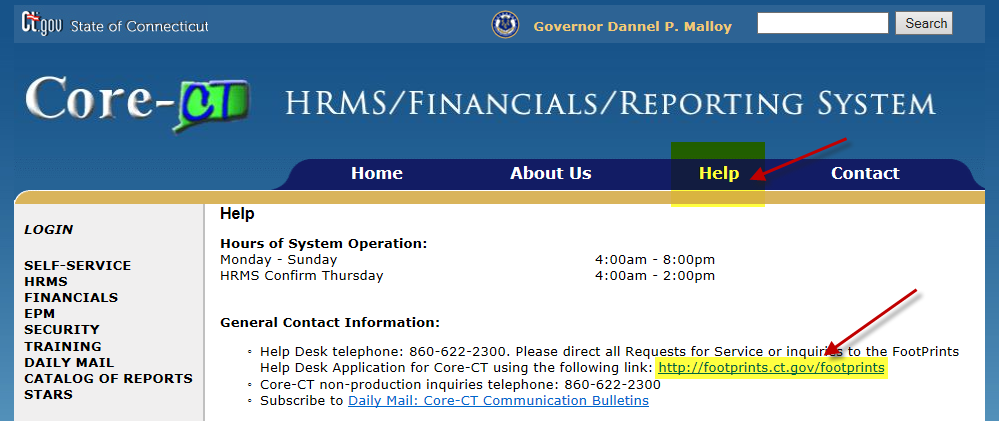 Ct.gov State of Connecticut
Governor Dannel P. Malloy
Search
Core-CT HRMS/Financials/Reporting System
Home About Us Help Contact
LOGIN
SELF-SERVICE
HRMS
FINANCIALS
EPM
SECURITY
TRAINING
DAILY MAIL
CATALOG OF REPORTS
STARS
Help
Hours of System Operation:
Monday - Sunday 4:00am - 8:00pm
HRMS Confirm Thursday 4:00am - 2:00pm
General Contact Information:
◦ Help Desk telephone: 860-622-2300. Please direct all Requests for Service or inquiries to the FootPrints
Help Desk Application for Core-CT using the following link: http://footprints.ct.gov/footprints
◦ Core-CT non-production inquiries telephone: 860-622-2300
◦ Subscribe to Daily Mail: Core-CT Communication Bulletins